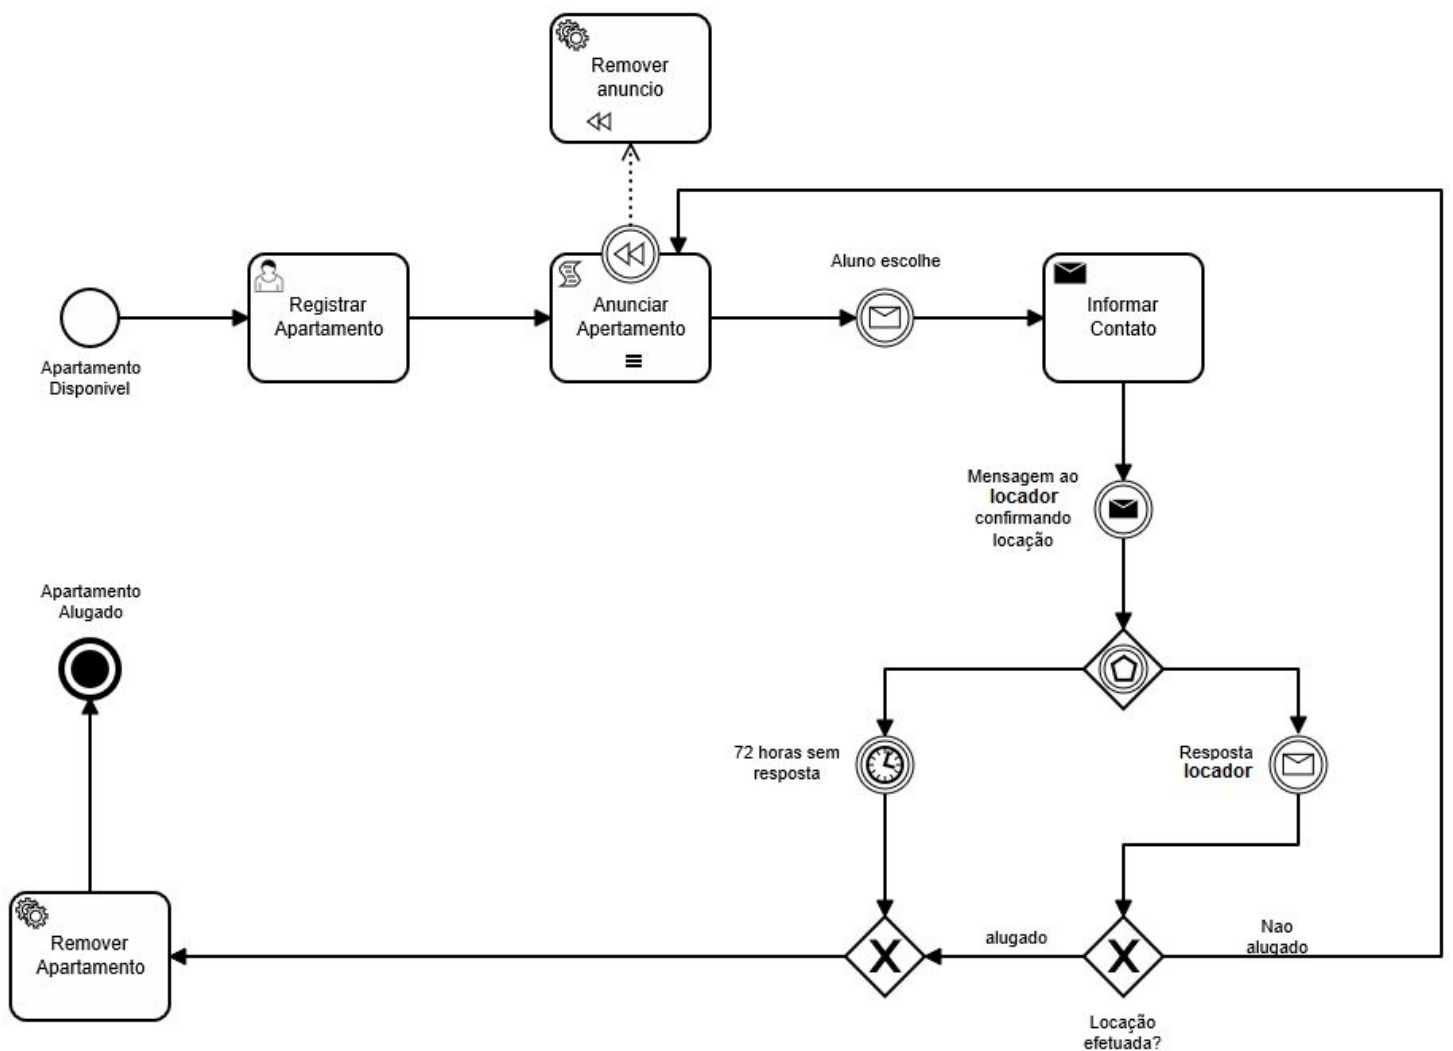 Remover
anuncio
Aluno escolhe
Registrar
Apartamento
Anunciar
Apertamento
Informar
Contato
Apartamento
Disponivel
Mensagem ao
locador
confirmando
locação
Apartamento
Alugado
72 horas sem
resposta
Resposta
locador
Remover
Apartamento
alugado
Nao
alugado
Locação
efetuada?